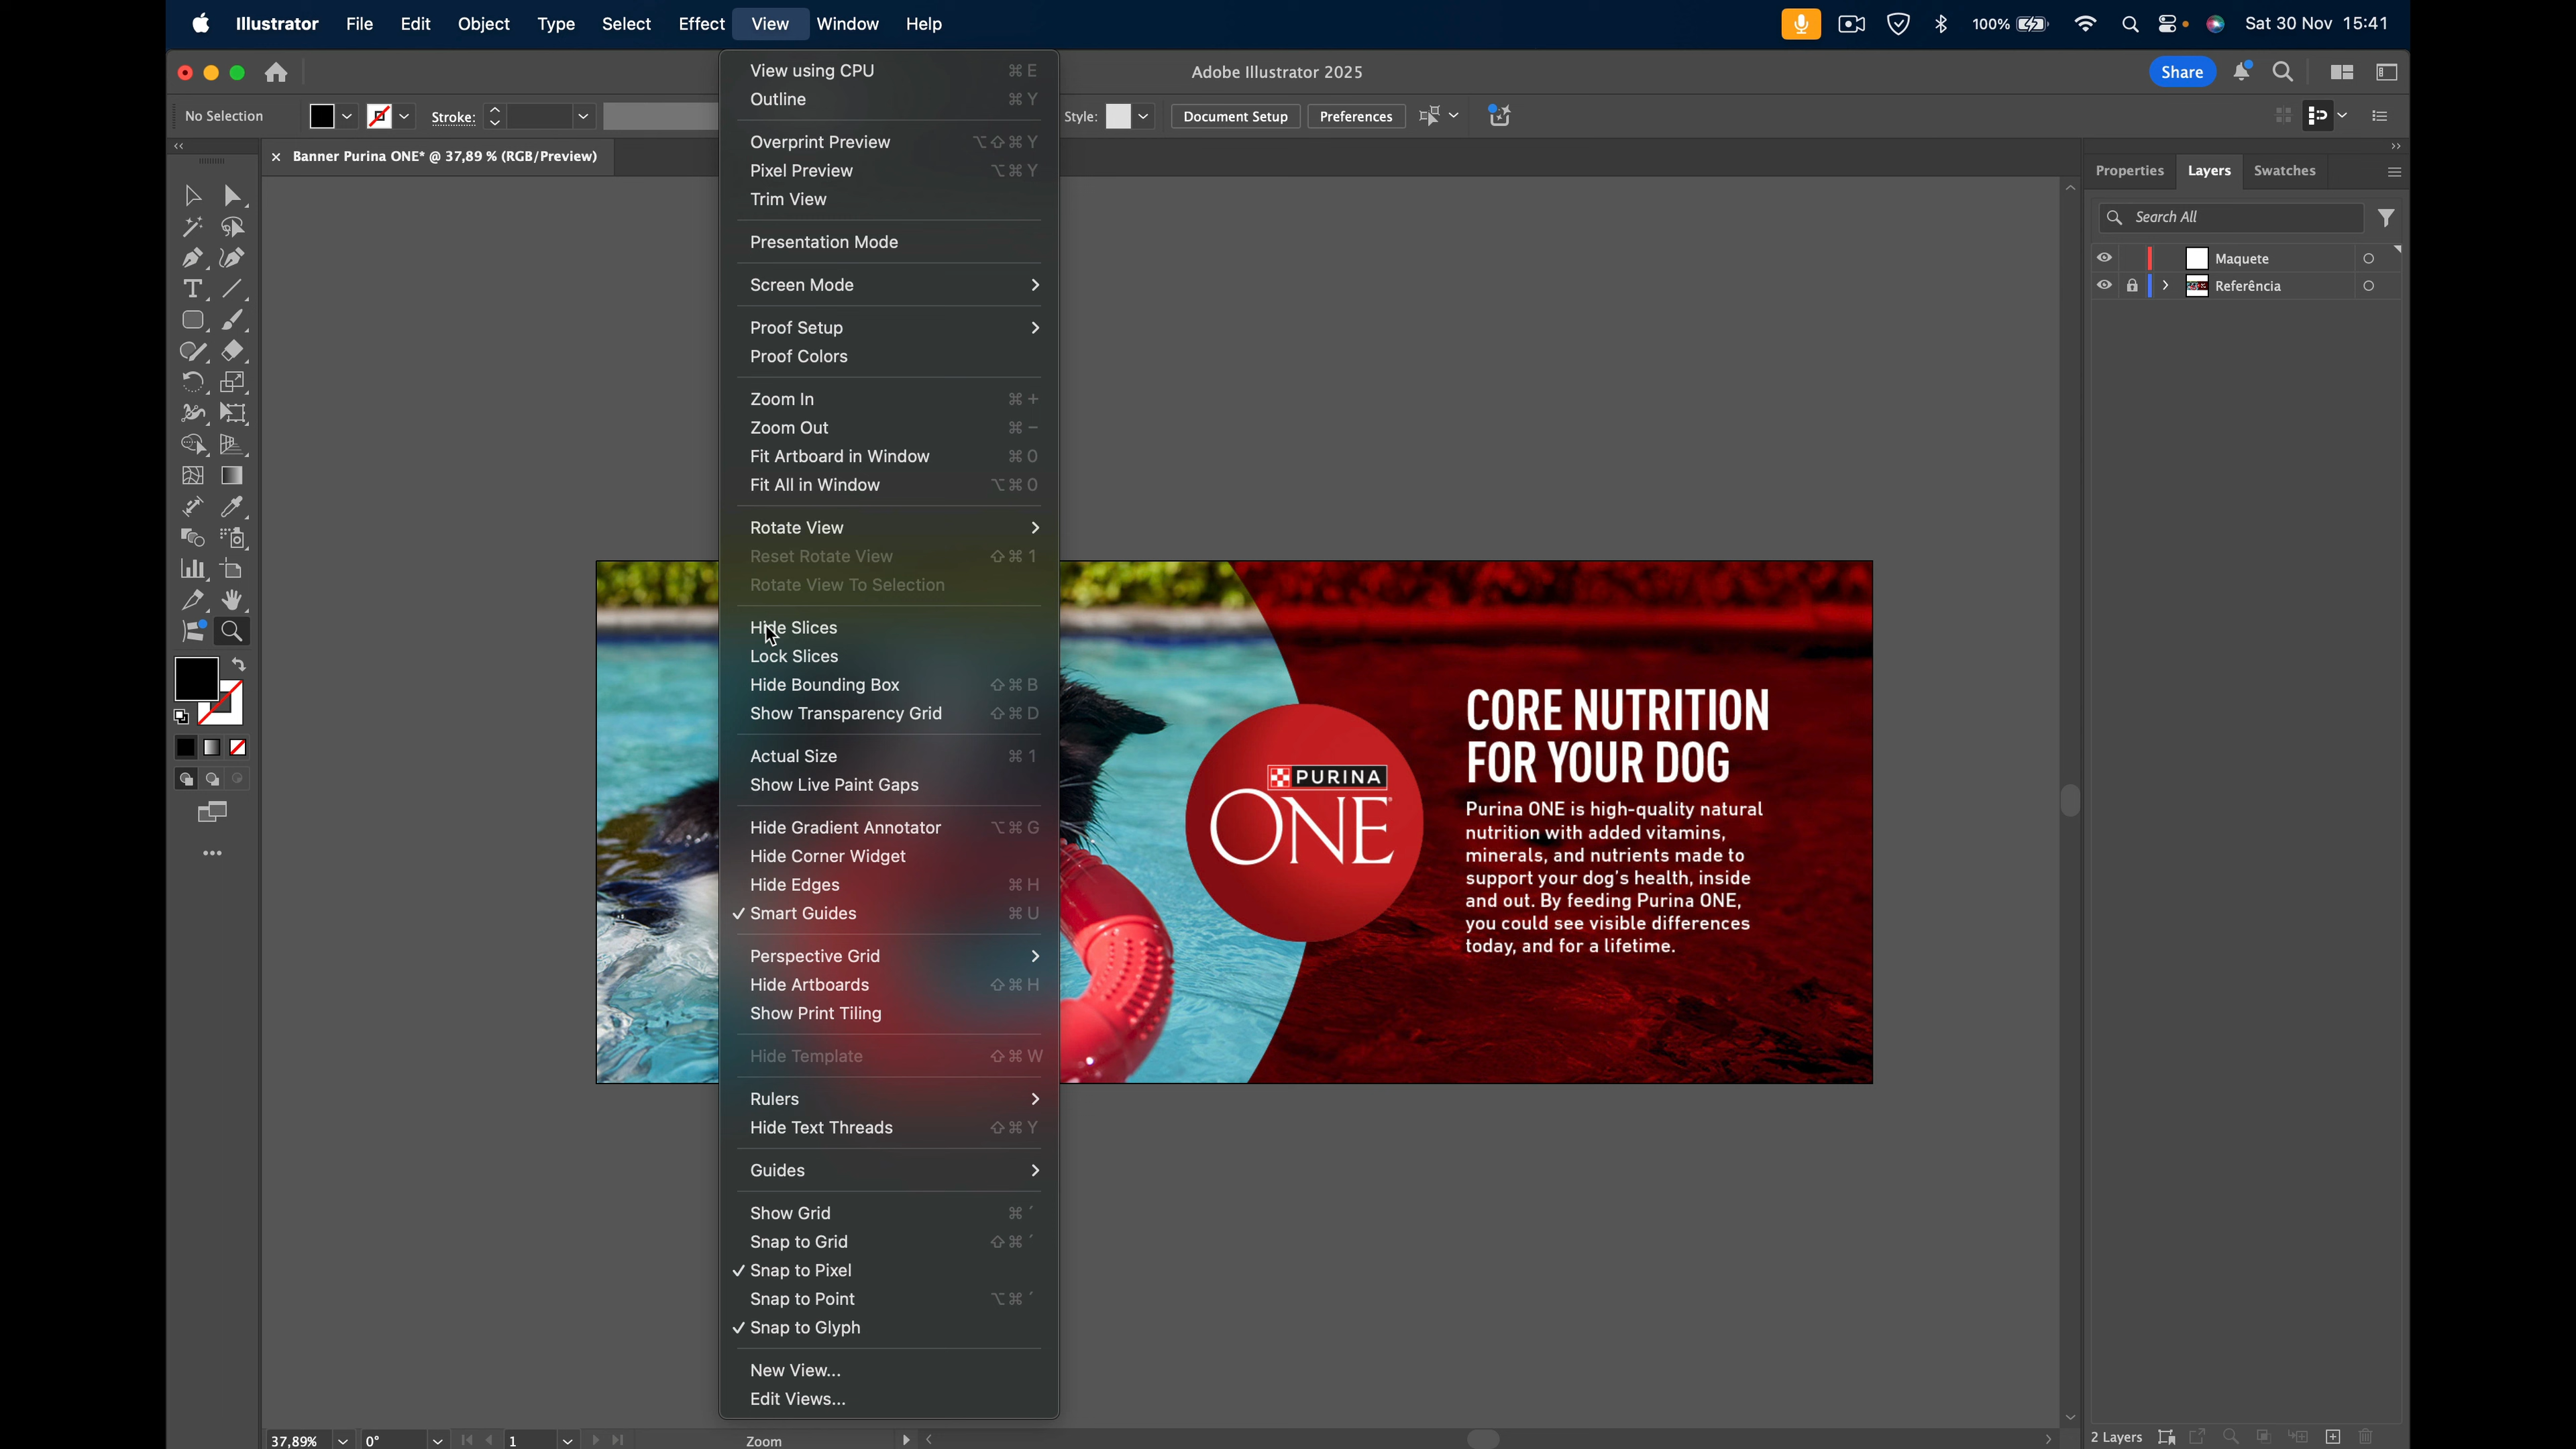 Illustrator File Edit Object Type Select Effect View Window Help
100% Sat 30 Nov 15:41
Adobe Illustrator 2025
Share
No Selection
Stroke:
Style:
Document Setup
Preferences
Banner Purina ONE* @ 37,89 % (RGB/Preview)
View using CPU ⌘ E
Outline ⌘ Y
Overprint Preview ⌥⇧⌘ Y
Pixel Preview ⌥⌘ Y
Trim View
Presentation Mode
Screen Mode
Proof Setup
Proof Colors
Zoom In ⌘ +
Zoom Out ⌘ −
Fit Artboard in Window ⌘ 0
Fit All in Window ⌥⌘ 0
Rotate View
Reset Rotate View ⇧⌘ 1
Rotate View To Selection
Hide Slices
Lock Slices
Hide Bounding Box ⇧⌘ B
Show Transparency Grid ⇧⌘ D
Actual Size ⌘ 1
Show Live Paint Gaps
Hide Gradient Annotator ⌥⌘ G
Hide Corner Widget
Hide Edges ⌘ H
✓ Smart Guides ⌘ U
Perspective Grid
Hide Artboards ⇧⌘ H
Show Print Tiling
Hide Template ⇧⌘ W
Rulers
Hide Text Threads ⇧⌘ Y
Guides
Show Grid ⌘ ´
Snap to Grid ⇧⌘ ´
✓ Snap to Pixel
Snap to Point ⌥⌘ ´
✓ Snap to Glyph
New View...
Edit Views...
PURINA
ONE
CORE NUTRITION
FOR YOUR DOG
Purina ONE is high-quality natural
nutrition with added vitamins,
minerals, and nutrients made to
support your dog's health, inside
and out. By feeding Purina ONE,
you could see visible differences
today, and for a lifetime.
Properties Layers Swatches
Search All
Maquete
Referência
37,89% 0° 1 Zoom
2 Layers